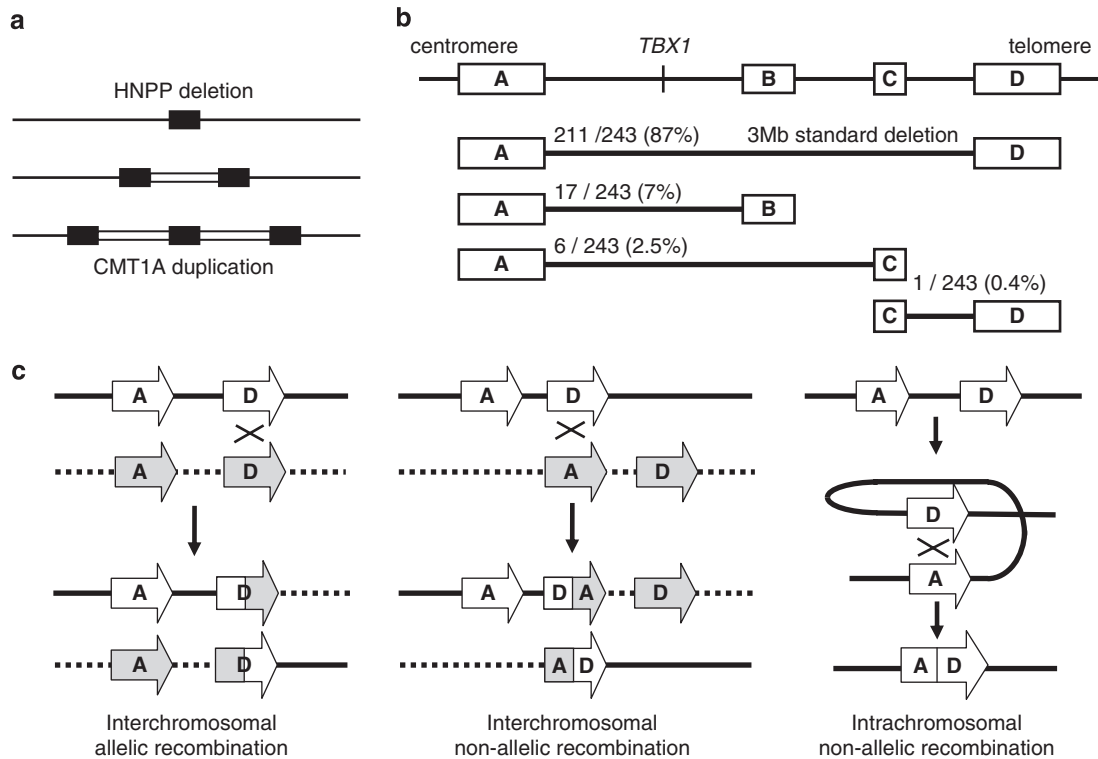 a
HNPP deletion
CMT1A duplication
b
centromere
TBX1
telomere
A
B
C
D
211 /243 (87%)
3Mb standard deletion
A
D
17 / 243 (7%)
A
B
6 / 243 (2.5%)
A
C
1 / 243 (0.4%)
C
D
c
A
D
A
D
A
D
A
D
Interchromosomal
allelic recombination
A
D
A
D
A
D
A
D
A
D
Interchromosomal
non-allelic recombination
A
D
D
A
A
D
Intrachromosomal
non-allelic recombination